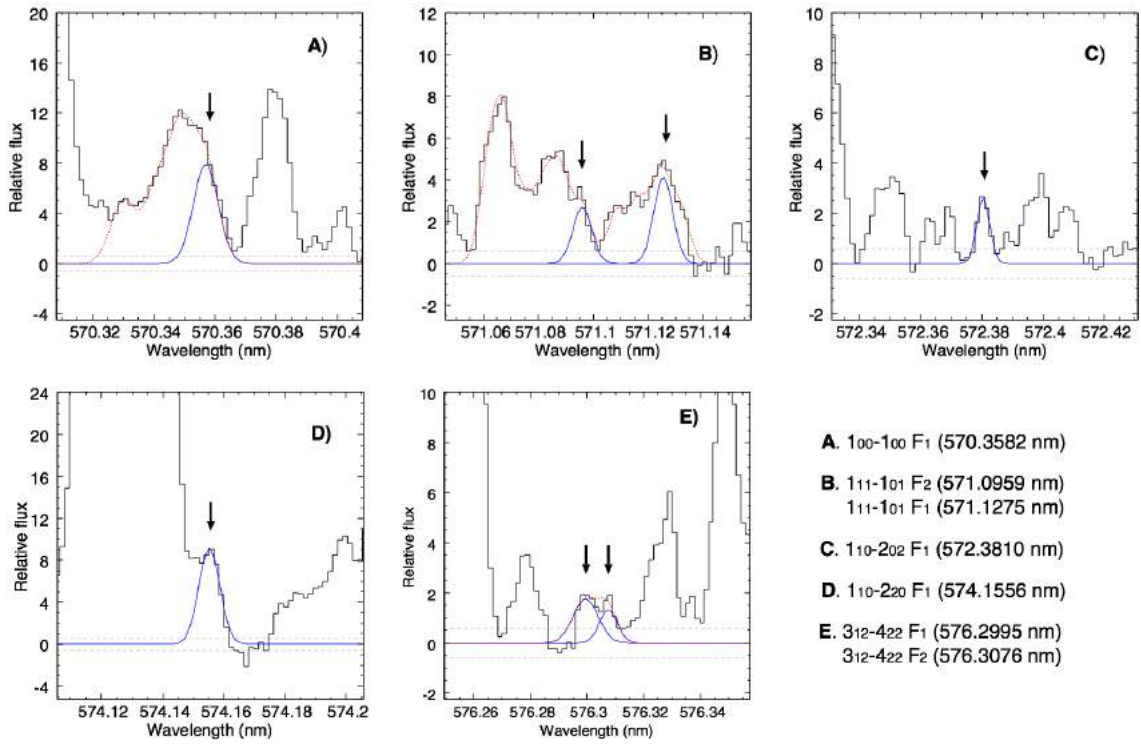 20
16
12
8
4
0
-4
Relative flux
A)
570.32 570.34 570.36 570.38 570.4
Wavelength (nm)
12
10
8
6
4
2
0
-2
Relative flux
B)
571.06 571.08 571.1 571.12 571.14
Wavelength (nm)
10
8
6
4
2
0
-2
Relative flux
C)
572.34 572.36 572.38 572.4 572.42
Wavelength (nm)
24
20
16
12
8
4
0
-4
Relative flux
D)
574.12 574.14 574.16 574.18 574.2
Wavelength (nm)
10
8
6
4
2
0
-2
Relative flux
E)
576.26 576.28 576.3 576.32 576.34
Wavelength (nm)
A. 1₀₀-1₀₀ F₁ (570.3582 nm)
B. 1₁₁-1₀₁ F₂ (571.0959 nm)
1₁₁-1₀₁ F₁ (571.1275 nm)
C. 1₁₀-2₀₂ F₁ (572.3810 nm)
D. 1₁₀-2₂₀ F₁ (574.1556 nm)
E. 3₁₂-4₂₂ F₁ (576.2995 nm)
3₁₂-4₂₂ F₂ (576.3076 nm)